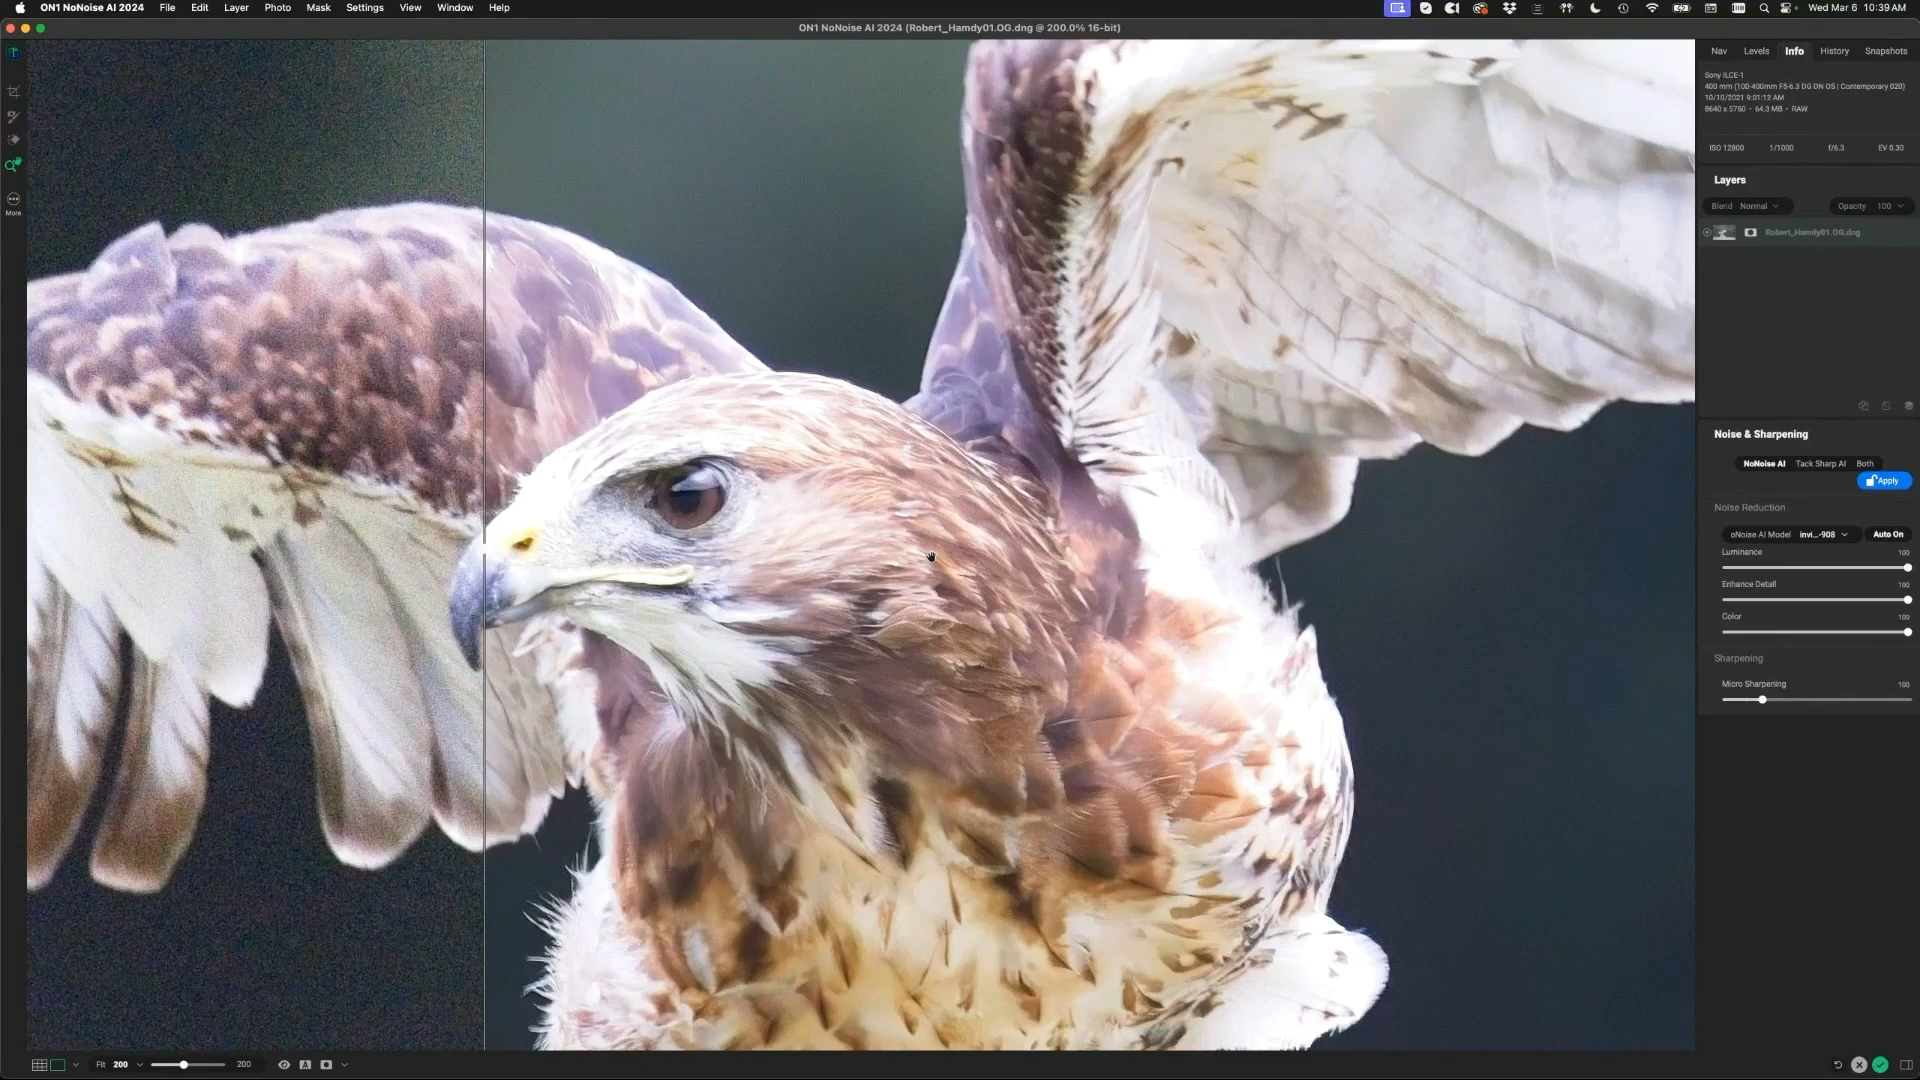 ON1 NoNoise AI 2024 File Edit Layer Photo Mask Settings View Window Help Wed Mar 6 10:39 AM
ON1 NoNoise AI 2024 (Robert_Hamdy01.OG.dng @ 200.0% 16-bit)
Nav Levels Info History Snapshots
Sony ILCE-1
400 mm (100-400mm F5-6.3 DG DN OS | Contemporary 020)
10/10/2021 9:01:12 AM
8640 x 5760 • 64.3 MB • RAW
ISO 12800 1/1000 f/6.3 EV 0.30
Layers
Blend Normal Opacity 100
Robert_Hamdy01.OG.dng
More
Noise & Sharpening
NoNoise AI Tack Sharp AI Both
Apply
Noise Reduction
oNoise AI Model invi...-908 Auto On
Luminance 100
Enhance Detail 100
Color 100
Sharpening
Micro Sharpening 100
Fit 200 200